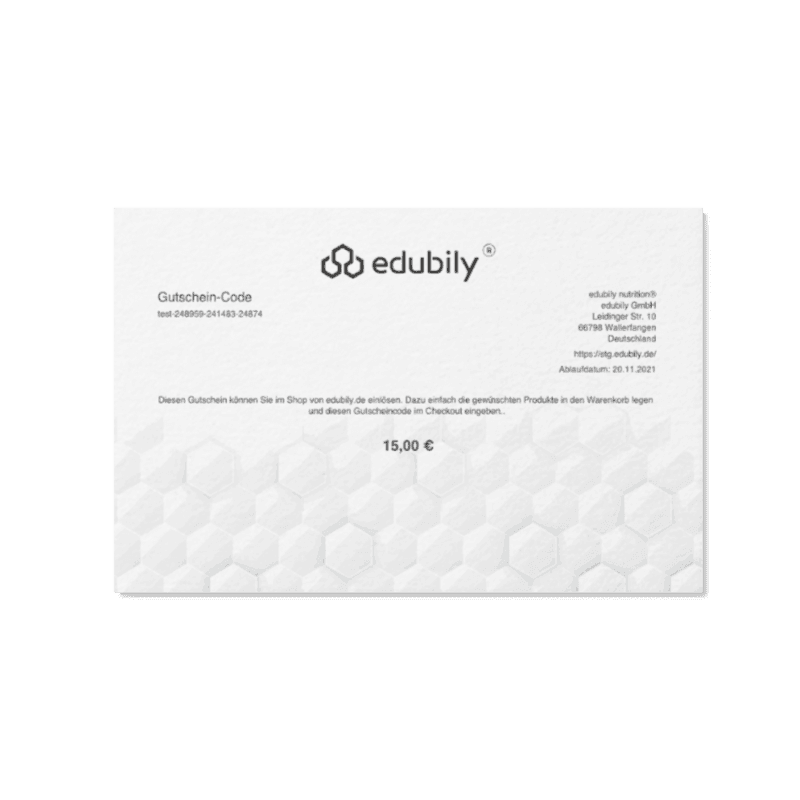 edubily®
Gutschein-Code
test-248959-241483-24874
edubily nutrition®
edubily GmbH
Leidinger Str. 10
66798 Wallerfangen
Deutschland
https://stg.edubily.de/
Ablaufdatum: 20.11.2021
Diesen Gutschein können Sie im Shop von edubily.de einlösen. Dazu einfach die gewünschten Produkte in den Warenkorb legen
und diesen Gutscheincode im Checkout eingeben..
15,00 €